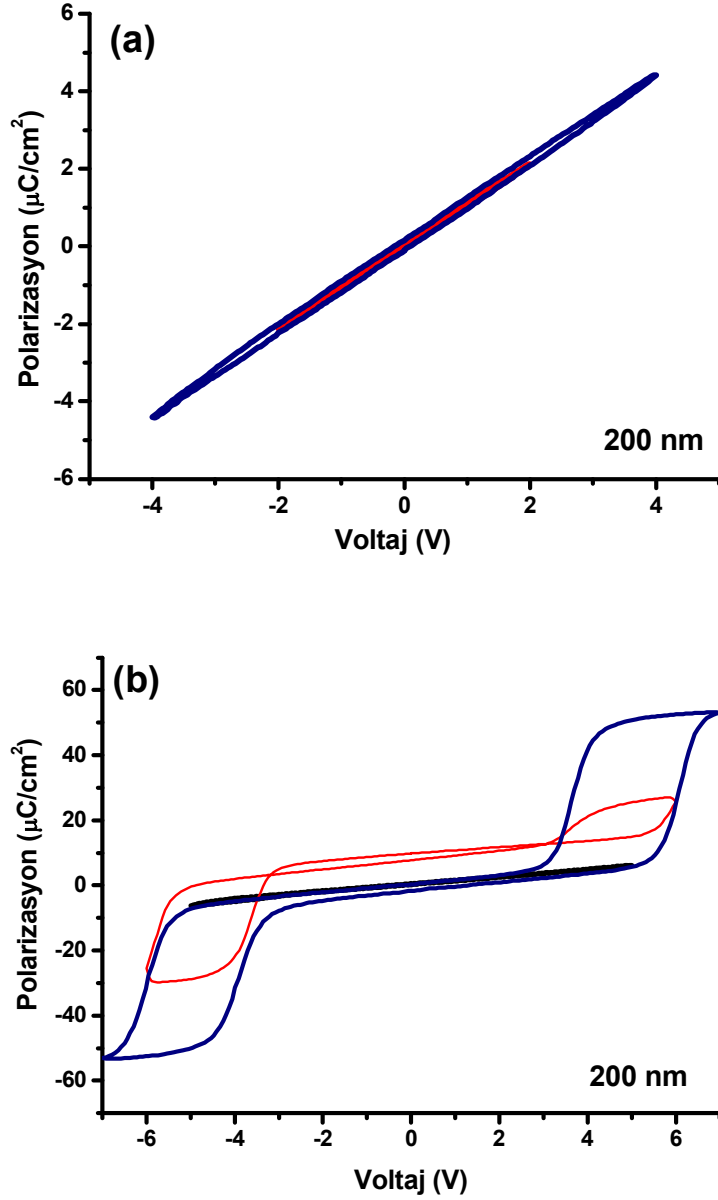 (a)
Polarizasyon (μC/cm²)
6
4
2
0
-2
-4
-6
200 nm
-4 -2 0 2 4
Voltaj (V)
(b)
Polarizasyon (μC/cm²)
60
40
20
0
-20
-40
-60
200 nm
-6 -4 -2 0 2 4 6
Voltaj (V)